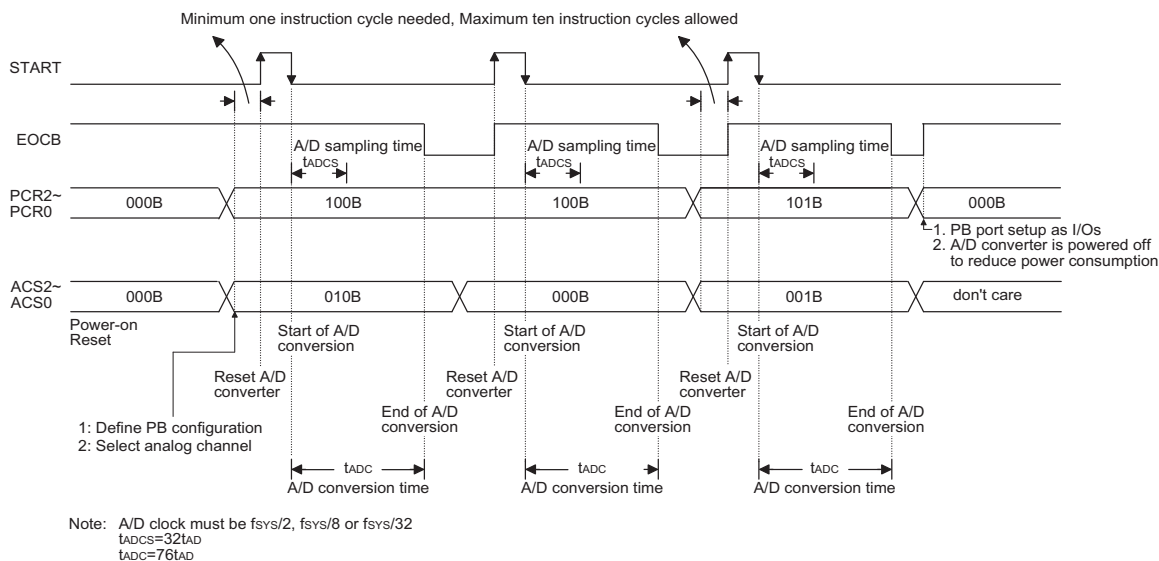 Minimum one instruction cycle needed, Maximum ten instruction cycles allowed
START
EOCB
A/D sampling time
tADCS
A/D sampling time
tADCS
A/D sampling time
tADCS
PCR2~
PCR0
000B
100B
100B
101B
000B
1. PB port setup as I/Os
2. A/D converter is powered off
to reduce power consumption
ACS2~
ACS0
000B
010B
000B
001B
don't care
Power-on
Reset
Start of A/D
conversion
Start of A/D
conversion
Start of A/D
conversion
Reset A/D
converter
Reset A/D
converter
Reset A/D
converter
End of A/D
conversion
End of A/D
conversion
End of A/D
conversion
1: Define PB configuration
2: Select analog channel
tADC
A/D conversion time
tADC
A/D conversion time
tADC
A/D conversion time
Note: A/D clock must be fSYS/2, fSYS/8 or fSYS/32
tADCS=32tAD
tADC=76tAD